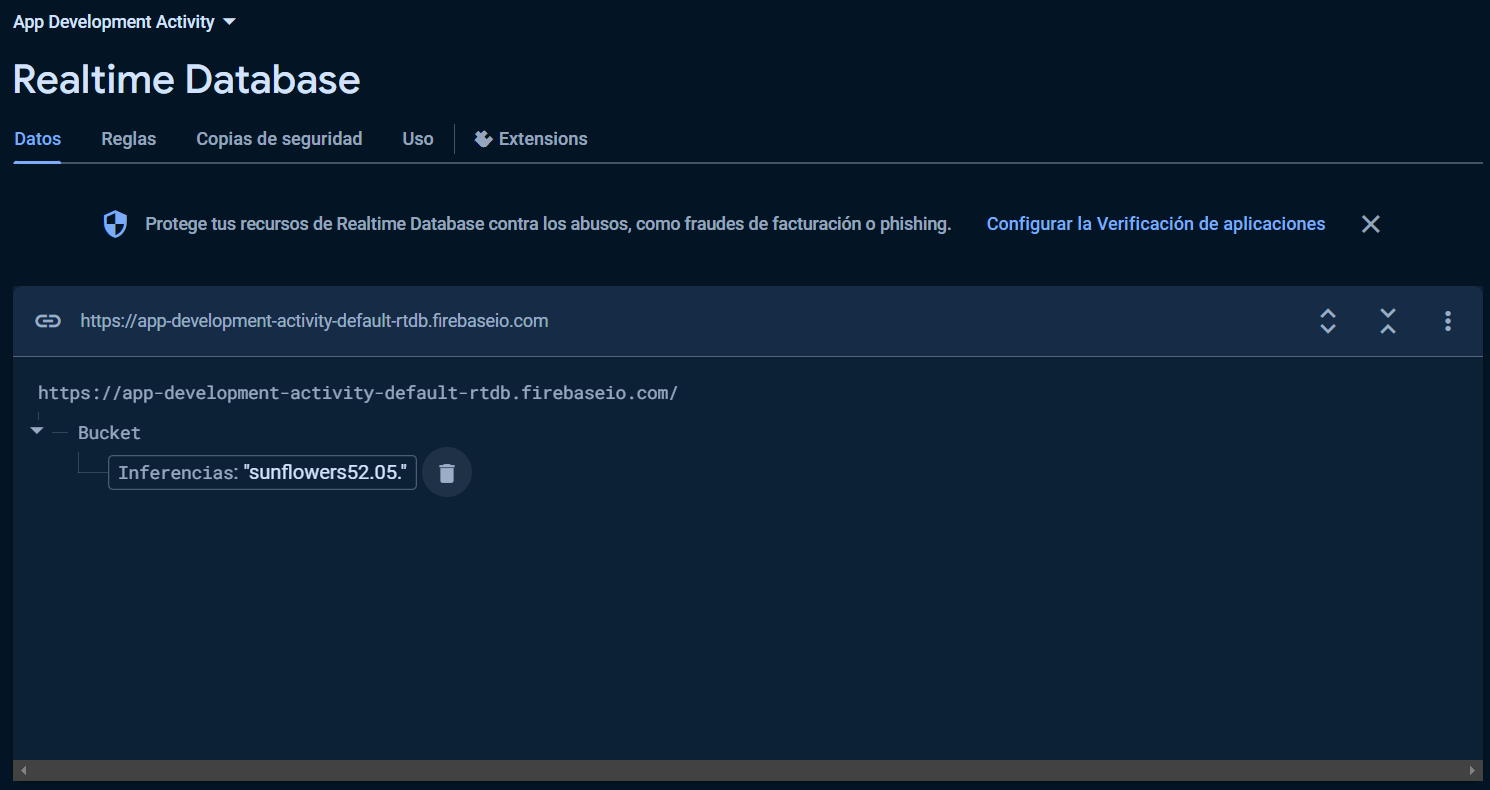 App Development Activity
Realtime Database
Datos Reglas Copias de seguridad Uso Extensions
Protege tus recursos de Realtime Database contra los abusos, como fraudes de facturación o phishing. Configurar la Verificación de aplicaciones
https://app-development-activity-default-rtdb.firebaseio.com
https://app-development-activity-default-rtdb.firebaseio.com/
Bucket
Inferencias: "sunflowers52.05."